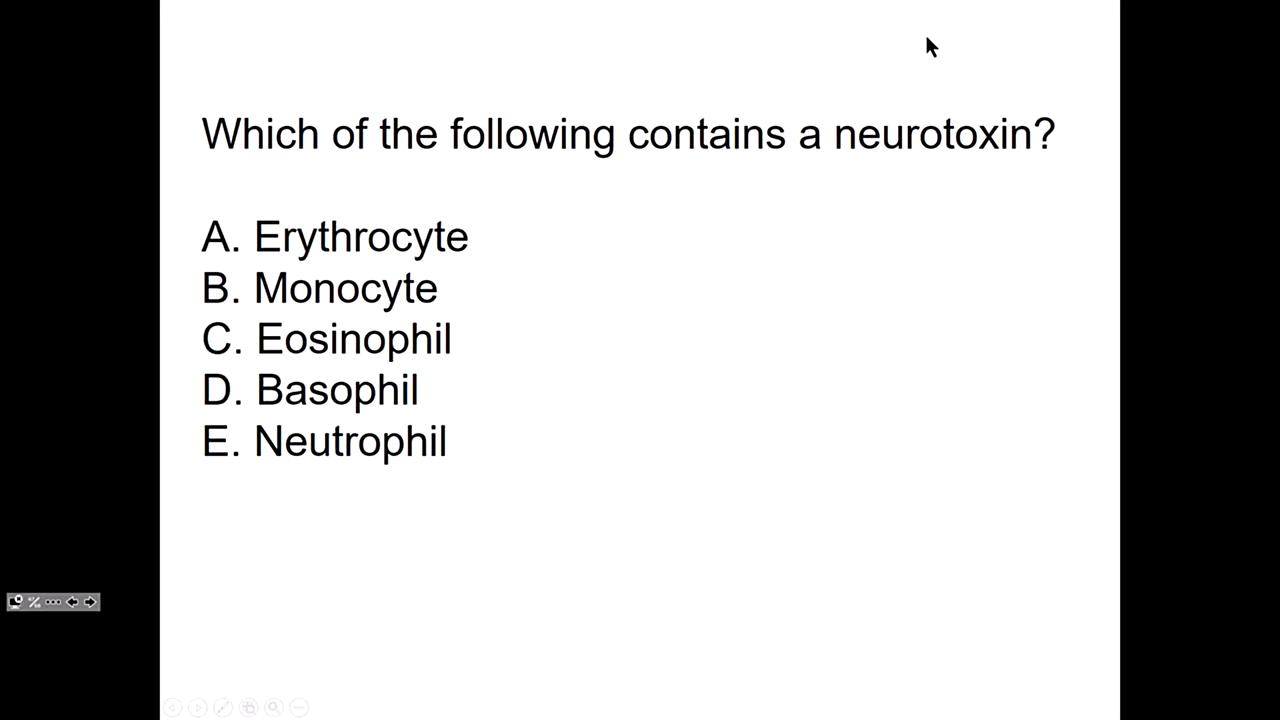 Which of the following contains a neurotoxin?
A. Erythrocyte
B. Monocyte
C. Eosinophil
D. Basophil
E. Neutrophil